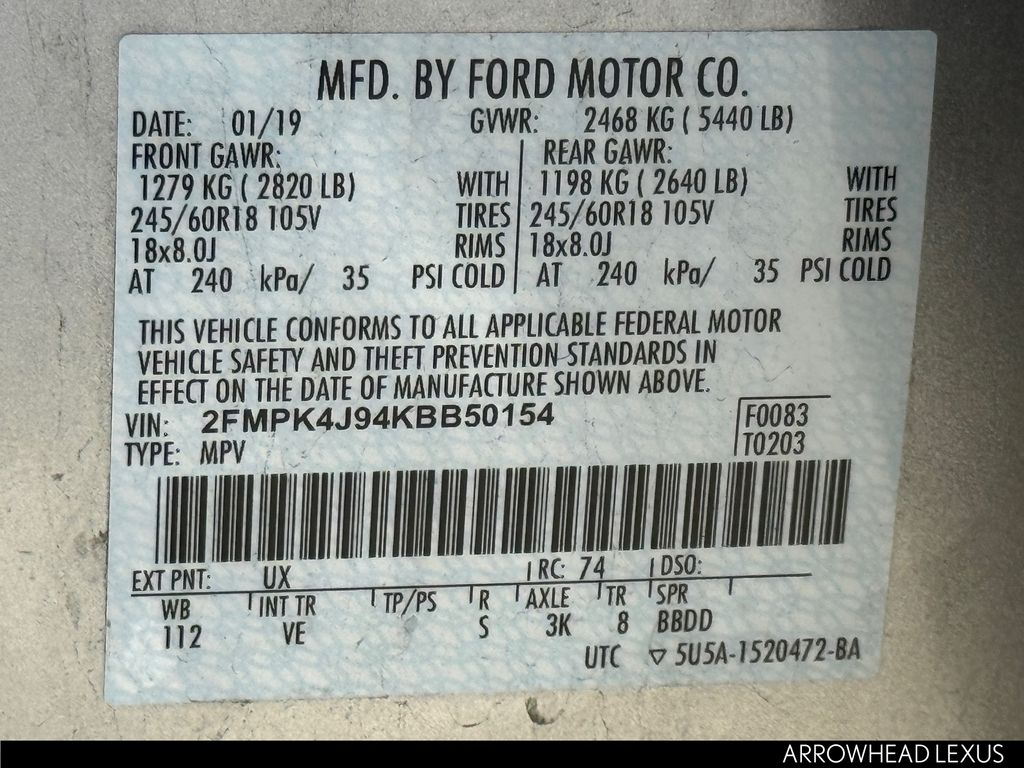 MFD. BY FORD MOTOR CO.
DATE: 01/19 GVWR: 2468 KG ( 5440 LB)
FRONT GAWR: REAR GAWR:
1279 KG ( 2820 LB) WITH 1198 KG ( 2640 LB) WITH
245/60R18 105V TIRES 245/60R18 105V TIRES
18x8.0J RIMS 18x8.0J RIMS
AT 240 kPa/ 35 PSI COLD AT 240 kPa/ 35 PSI COLD
THIS VEHICLE CONFORMS TO ALL APPLICABLE FEDERAL MOTOR
VEHICLE SAFETY AND THEFT PREVENTION STANDARDS IN
EFFECT ON THE DATE OF MANUFACTURE SHOWN ABOVE.
VIN: 2FMPK4J94KBB50154 F0083
TYPE: MPV T0203
EXT PNT: UX RC: 74 DSO:
WB INT TR TP/PS R AXLE TR SPR
112 VE S 3K 8 BBDD
UTC ▽ 5U5A-1520472-BA
ARROWHEAD LEXUS